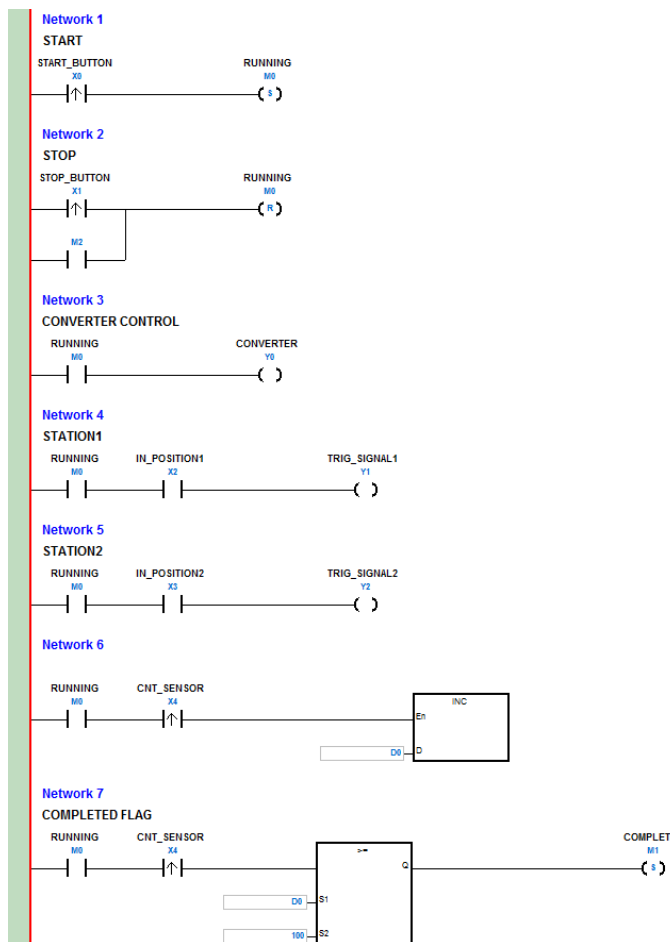 Network 1
START
START_BUTTON RUNNING
X0 M0
S
Network 2
STOP
STOP_BUTTON RUNNING
X1 M0
R
M2
Network 3
CONVERTER CONTROL
RUNNING CONVERTER
M0 Y0
Network 4
STATION1
RUNNING IN_POSITION1 TRIG_SIGNAL1
M0 X2 Y1
Network 5
STATION2
RUNNING IN_POSITION2 TRIG_SIGNAL2
M0 X3 Y2
Network 6
RUNNING CNT_SENSOR
M0 X4 INC
En
D0 D
Network 7
COMPLETED FLAG
RUNNING CNT_SENSOR COMPLET
M0 X4 >= M1
Q S
D0 S1
100 S2